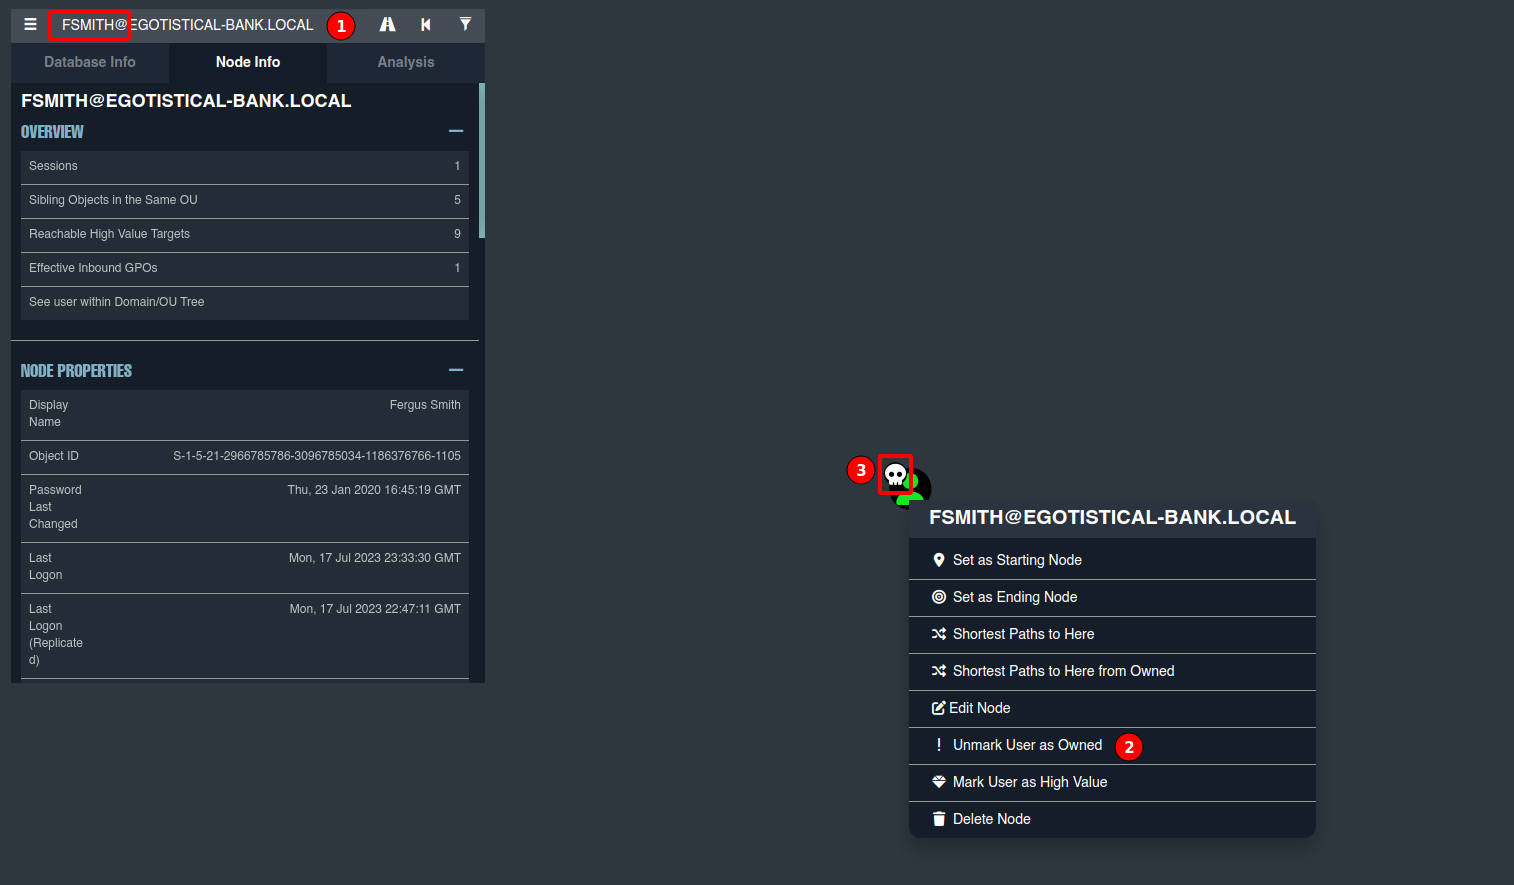 FSMITH@EGOTISTICAL-BANK.LOCAL 1
Database Info Node Info Analysis
FSMITH@EGOTISTICAL-BANK.LOCAL
OVERVIEW
Sessions 1
Sibling Objects in the Same OU 5
Reachable High Value Targets 9
Effective Inbound GPOs 1
See user within Domain/OU Tree
NODE PROPERTIES
Display Fergus Smith
Name
Object ID S-1-5-21-2966785786-3096785034-1186376766-1105
Password Thu, 23 Jan 2020 16:45:19 GMT
Last
Changed
Last Mon, 17 Jul 2023 23:33:30 GMT
Logon
Last Mon, 17 Jul 2023 22:47:11 GMT
Logon
(Replicate
d)
3
FSMITH@EGOTISTICAL-BANK.LOCAL
Set as Starting Node
Set as Ending Node
Shortest Paths to Here
Shortest Paths to Here from Owned
Edit Node
Unmark User as Owned 2
Mark User as High Value
Delete Node